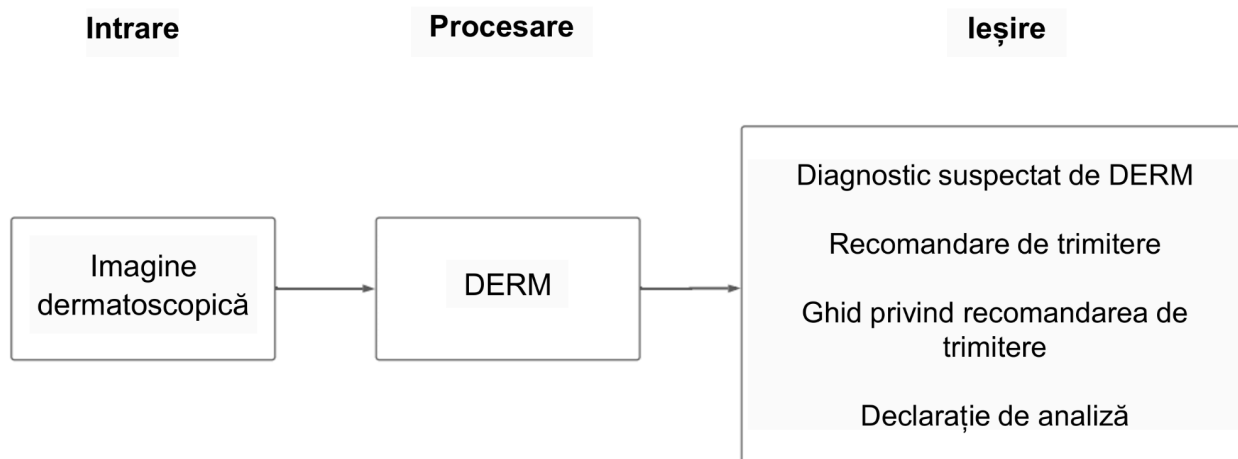 Intrare
Procesare
Ieșire
Imagine
dermatoscopică
DERM
Diagnostic suspectat de DERM
Recomandare de trimitere
Ghid privind recomandarea de
trimitere
Declarație de analiză